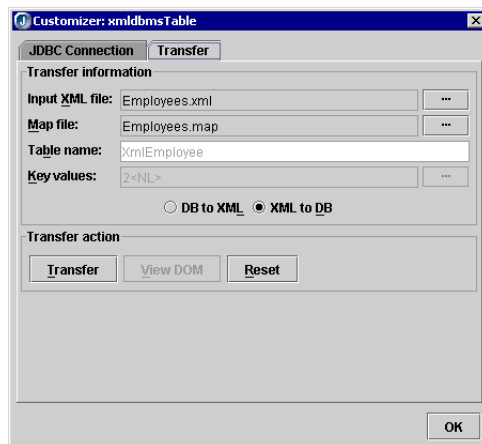 Customizer: xmldbmsTable
JDBC Connection Transfer
Transfer information
Input XML file: Employees.xml ...
Map file: Employees.map ...
Table name: XmlEmployee
Key values: 2<NL> ...
DB to XML XML to DB
Transfer action
Transfer View DOM Reset
OK